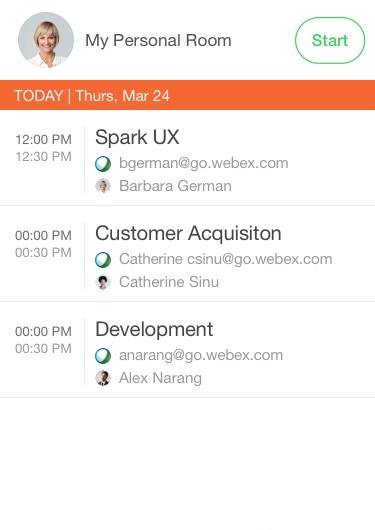 My Personal Room
Start
TODAY | Thurs, Mar 24
12:00 PM
12:30 PM
Spark UX
bgerman@go.webex.com
Barbara German
00:00 PM
00:30 PM
Customer Acquisiton
Catherine csinu@go.webex.com
Catherine Sinu
00:00 PM
00:30 PM
Development
anarang@go.webex.com
Alex Narang